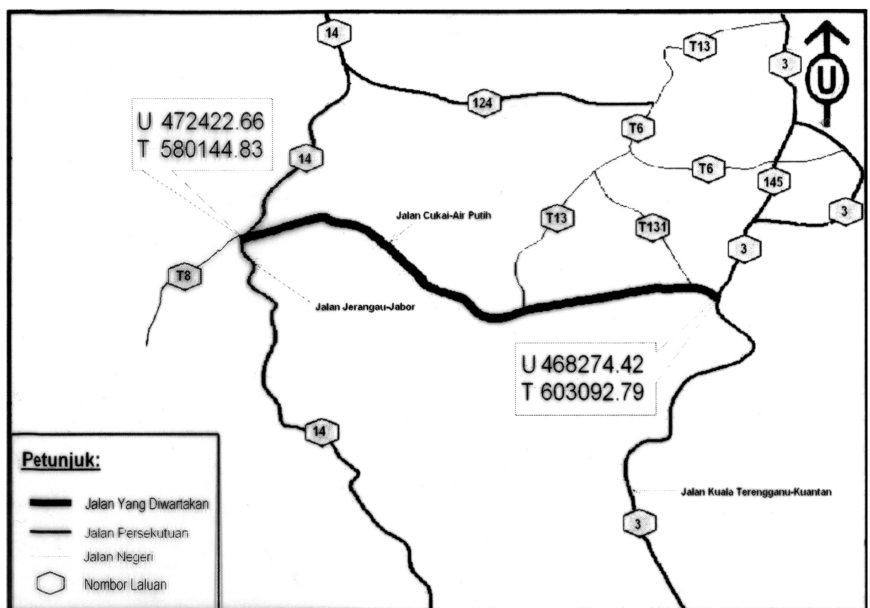 14
T13
3
U
124
U 472422.66
T 580144.83
T6
14
T6
145
Jalan Cukai-Air Putih
T13
T131
3
3
T8
Jalan Jerangau-Jabor
U 468274.42
T 603092.79
14
Petunjuk:
Jalan Yang Diwartakan
Jalan Persekutuan
Jalan Negeri
Nombor Laluan
Jalan Kuala Terengganu-Kuantan
3